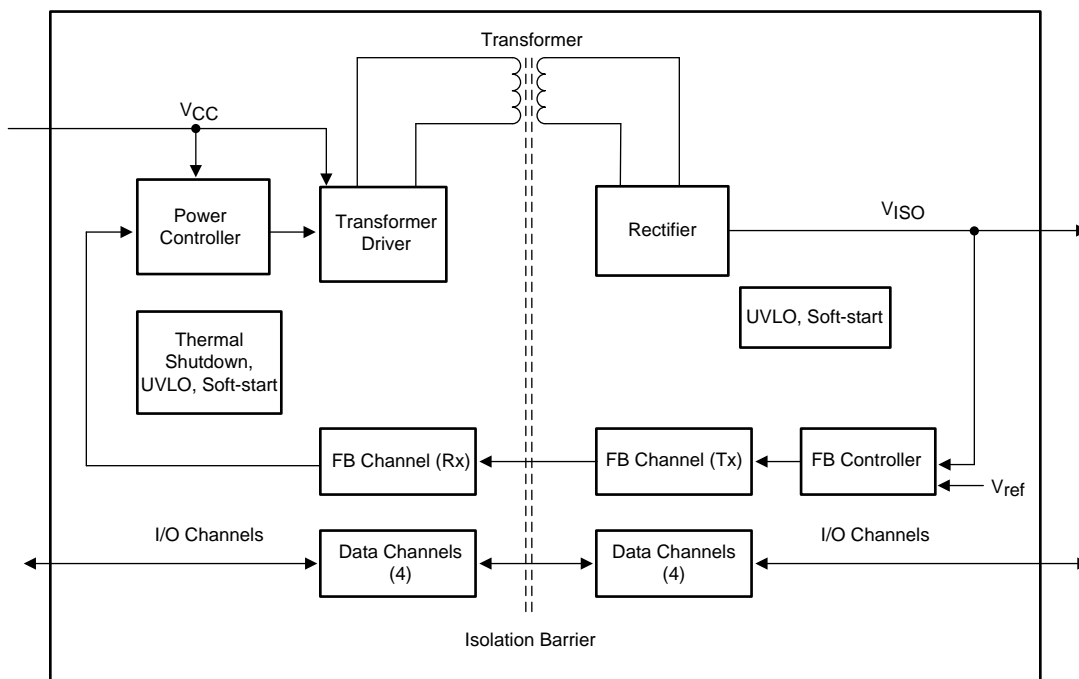 Transformer
VCC
Power
Controller
Transformer
Driver
Rectifier
VISO
Thermal
Shutdown,
UVLO, Soft-start
UVLO, Soft-start
FB Channel (Rx)
FB Channel (Tx)
FB Controller
Vref
I/O Channels
Data Channels
(4)
Data Channels
(4)
I/O Channels
Isolation Barrier